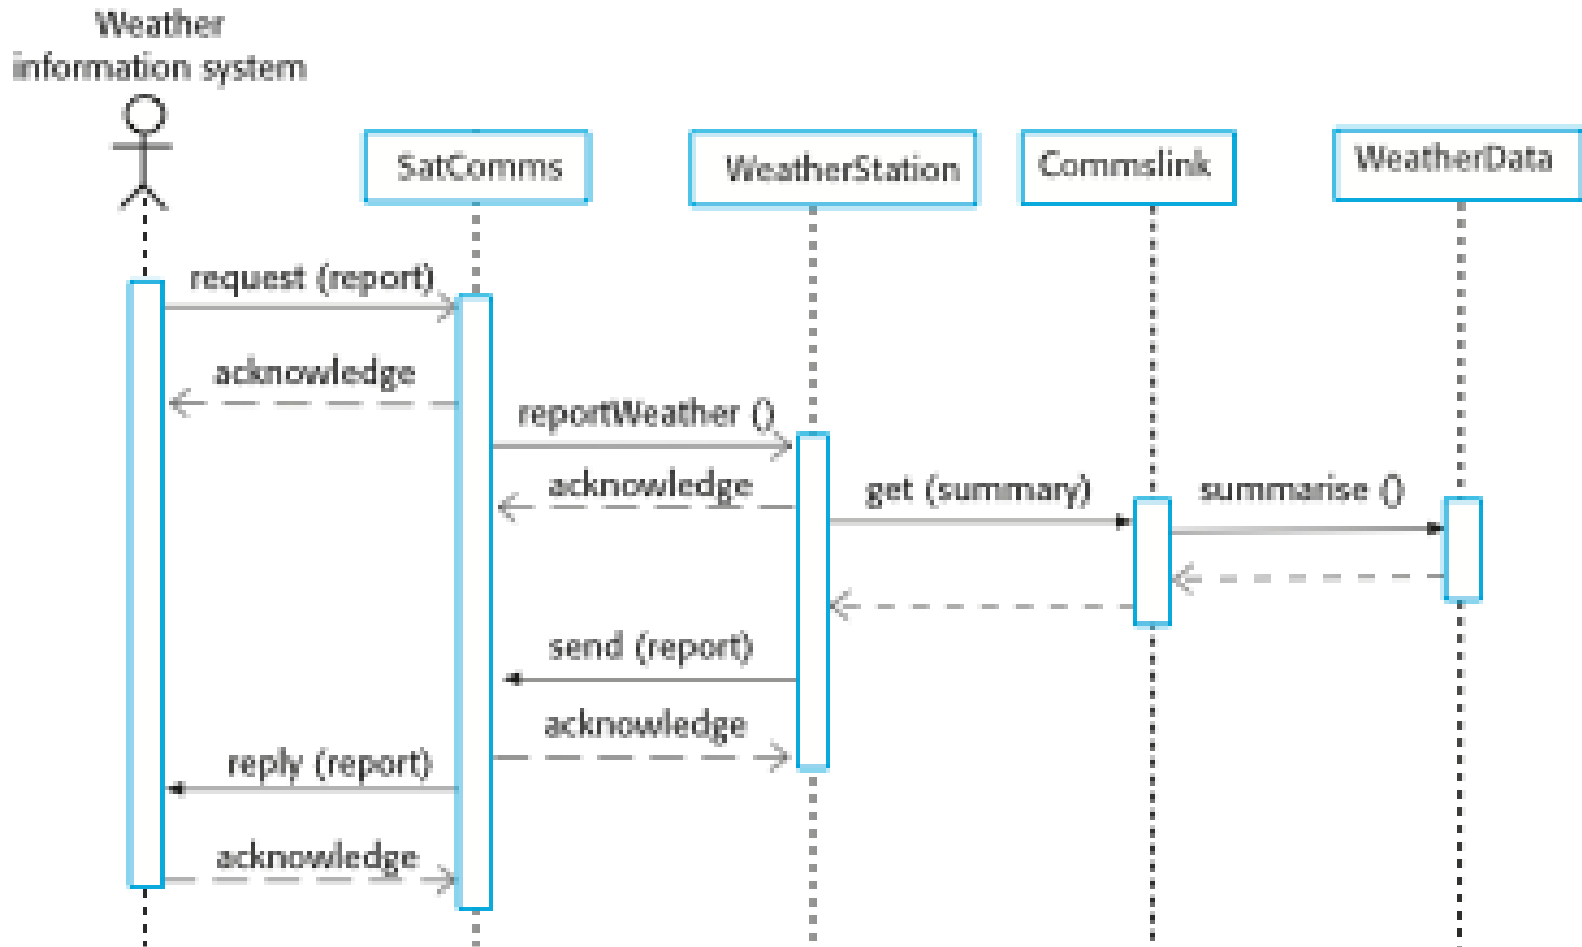 Weather
information system
SatComms
WeatherStation
Commslink
WeatherData
request (report)
acknowledge
reportWeather ()
acknowledge
get (summary)
summarise ()
send (report)
acknowledge
reply (report)
acknowledge